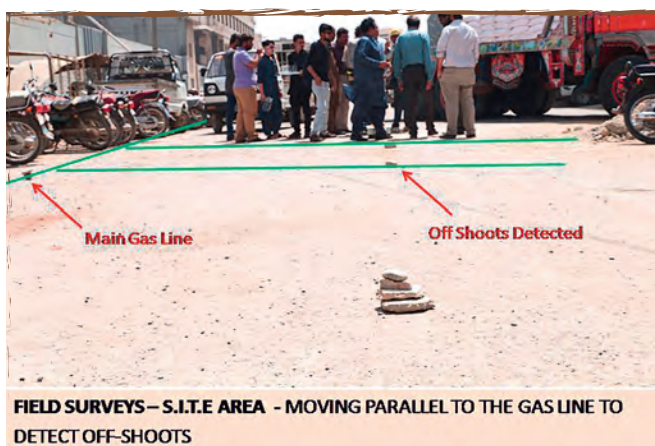 Main Gas Line
Off Shoots Detected
FIELD SURVEYS – S.I.T.E AREA - MOVING PARALLEL TO THE GAS LINE TO
DETECT OFF-SHOOTS